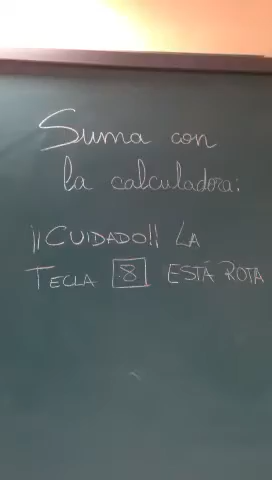 Suma con
la calculadora:
¡¡CUIDADO!! LA
TECLA 8 ESTÁ ROTA